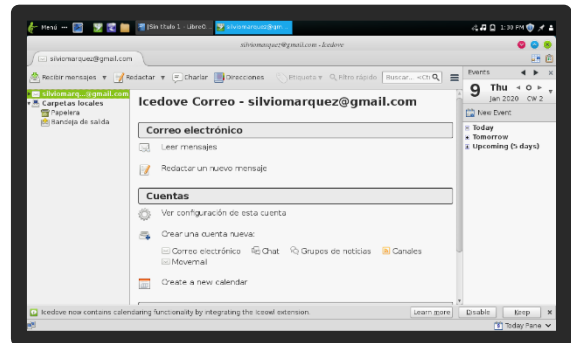 Menú
[Sin título 1 - LibreO...
silviomarquez@gm...
1:39 PM
silviomarquez@gmail.com - Icedove
silviomarquez@gmail.com
Recibir mensajes
Redactar
Charlar
Direcciones
Etiqueta
Filtro rápido
Buscar... <Ct
Events
silviomarq...@gmail.com
Carpetas locales
Papelera
Bandeja de salida
Icedove Correo - silviomarquez@gmail.com
Correo electrónico
Leer mensajes
Redactar un nuevo mensaje
Cuentas
Ver configuración de esta cuenta
Crear una cuenta nueva:
Correo electrónico Chat Grupos de noticias Canales
Movemail
Create a new calendar
9 Thu
Jan 2020 CW 2
New Event
Today
Tomorrow
Upcoming (5 days)
Icedove now contains calendaring functionality by integrating the iceowl extension.
Learn more
Disable
Keep
Today Pane